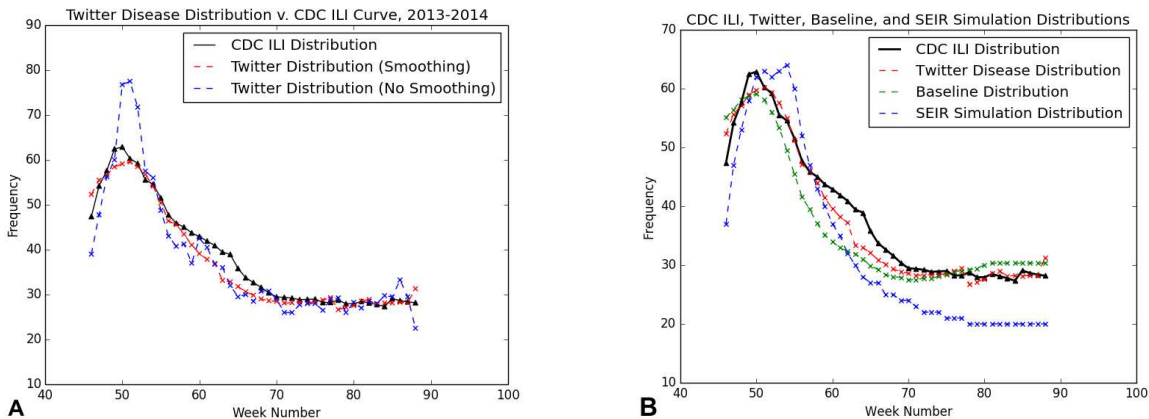 Twitter Disease Distribution v. CDC ILI Curve, 2013-2014
90
80
70
60
50
40
30
20
10
Frequency
CDC ILI Distribution
Twitter Distribution (Smoothing)
Twitter Distribution (No Smoothing)
40
50
60
70
80
90
100
Week Number
A
CDC ILI, Twitter, Baseline, and SEIR Simulation Distributions
70
60
50
40
30
20
10
Frequency
CDC ILI Distribution
Twitter Disease Distribution
Baseline Distribution
SEIR Simulation Distribution
40
50
60
70
80
90
100
Week Number
B